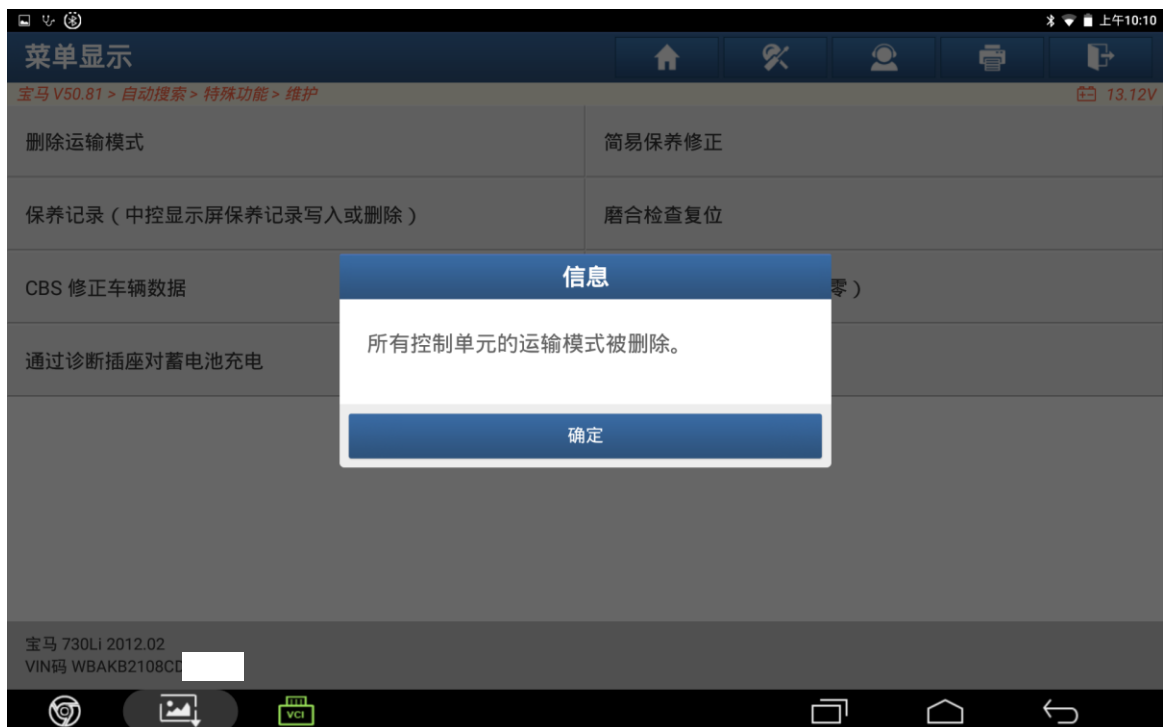 上午10:10
菜单显示
宝马 V50.81 > 自动搜索 > 特殊功能 > 维护
13.12V
删除运输模式
简易保养修正
保养记录（中控显示屏保养记录写入或删除）
磨合检查复位
信息
CBS 修正车辆数据
零）
所有控制单元的运输模式被删除。
通过诊断插座对蓄电池充电
确定
宝马 730Li 2012.02
VIN码 WBAKB2108CD
VCI